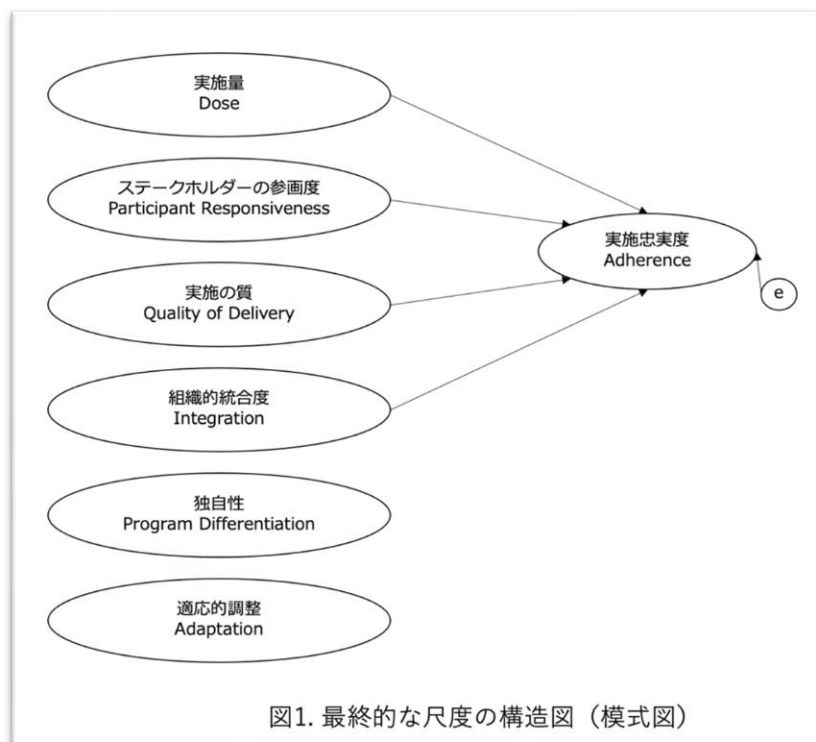 実施量
Dose
ステークホルダーの参画度
Participant Responsiveness
実施の質
Quality of Delivery
組織的統合度
Integration
独自性
Program Differentiation
適応的調整
Adaptation
実施忠実度
Adherence
e
図1. 最終的な尺度の構造図（模式図）